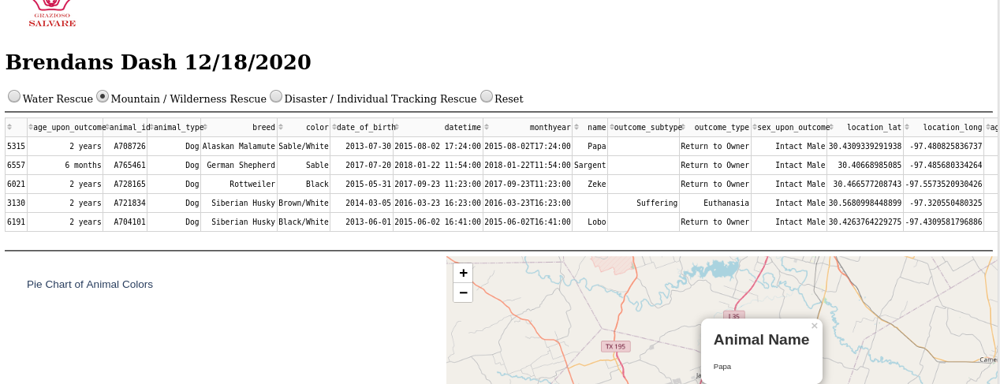 GRAZIOSO
SALVARE
Brendans Dash 12/18/2020
Water Rescue Mountain / Wilderness Rescue Disaster / Individual Tracking Rescue Reset
age_upon_outcome animal_id animal_type breed color date_of_birth datetime monthyear name outcome_subtype outcome_type sex_upon_outcome location_lat location_long
5315 2 years A708726 Dog Alaskan Malamute Sable/White 2013-07-30 2015-08-02 17:24:00 2015-08-02T17:24:00 Papa Return to Owner Intact Male 30.4309339291938 -97.480825836737
6557 6 months A765461 Dog German Shepherd Sable 2017-07-20 2018-01-22 11:54:00 2018-01-22T11:54:00 Sargent Return to Owner Intact Male 30.40668985085 -97.485680334264
6021 2 years A728165 Dog Rottweiler Black 2015-05-31 2017-09-23 11:23:00 2017-09-23T11:23:00 Zeke Return to Owner Intact Male 30.466577208743 -97.5573520930426
3130 2 years A721834 Dog Siberian Husky Brown/White 2014-03-05 2016-03-23 16:23:00 2016-03-23T16:23:00 Suffering Euthanasia Intact Male 30.5680998448899 -97.320550480325
6191 2 years A704101 Dog Siberian Husky Black/White 2013-06-01 2015-06-02 16:41:00 2015-06-02T16:41:00 Lobo Return to Owner Intact Male 30.4263764229275 -97.4309581796886
Pie Chart of Animal Colors
+
−
I 35
×
Animal Name
TX 195
Papa